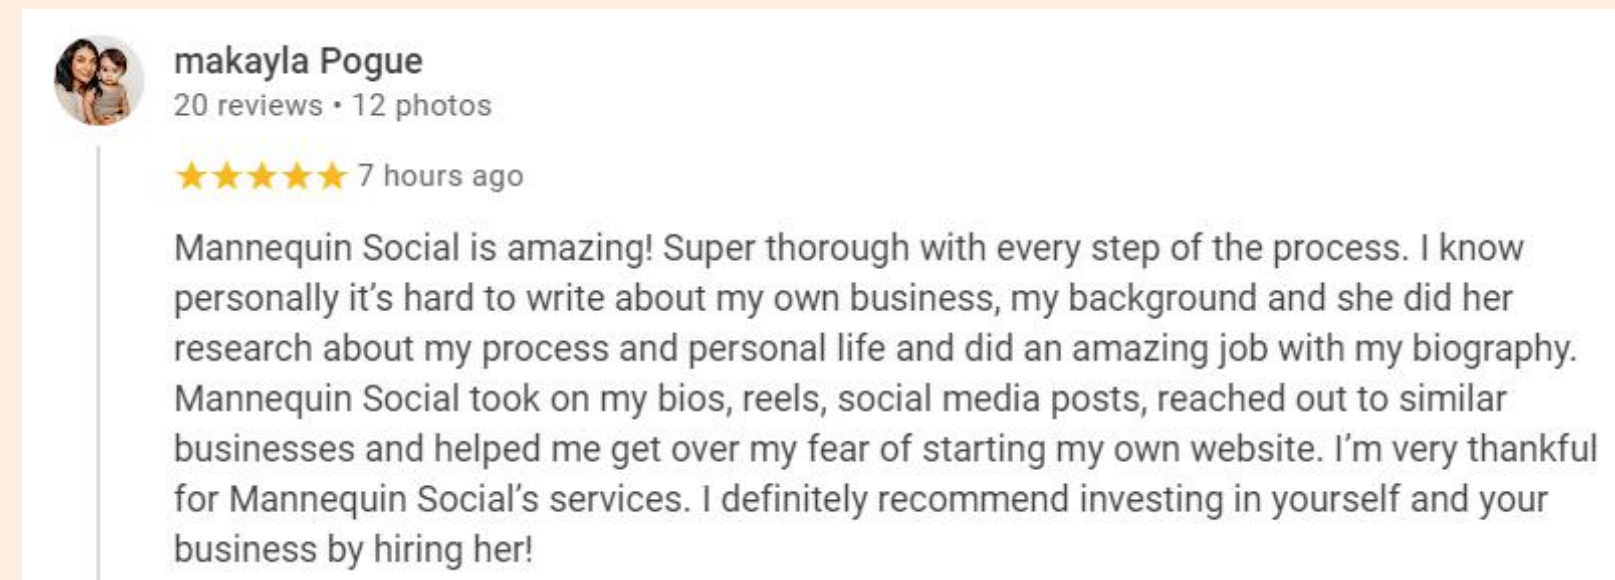 makayla Pogue
20 reviews • 12 photos
7 hours ago
Mannequin Social is amazing! Super thorough with every step of the process. I know
personally it’s hard to write about my own business, my background and she did her
research about my process and personal life and did an amazing job with my biography.
Mannequin Social took on my bios, reels, social media posts, reached out to similar
businesses and helped me get over my fear of starting my own website. I’m very thankful
for Mannequin Social’s services. I definitely recommend investing in yourself and your
business by hiring her!